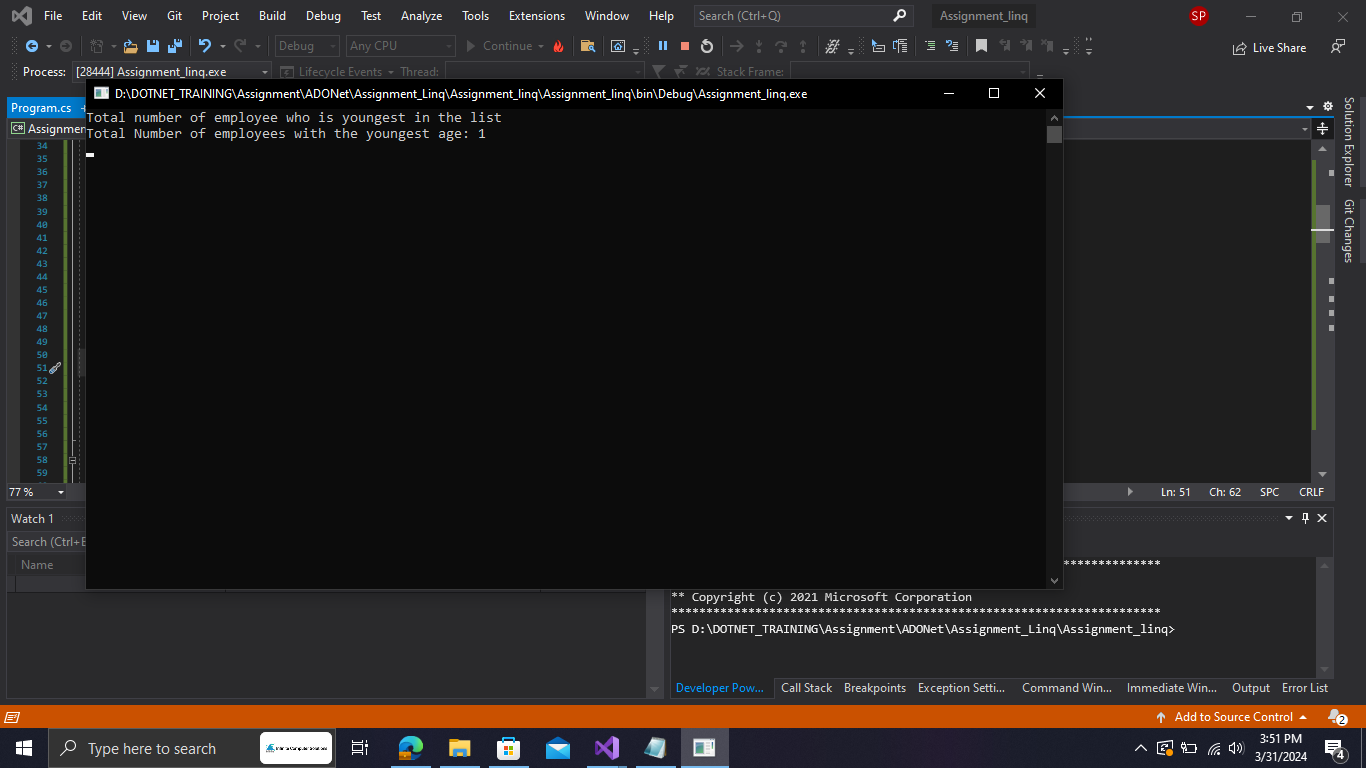 File Edit View Git Project Build Debug Test Analyze Tools Extensions Window Help Search (Ctrl+Q) Assignment_linq SP
Debug Any CPU Continue Live Share
Process: [28444] Assignment_linq.exe Lifecycle Events Thread: Stack Frame:
D:\DOTNET_TRAINING\Assignment\ADONet\Assignment_Linq\Assignment_linq\Assignment_linq\bin\Debug\Assignment_linq.exe
Program.cs
Total number of employee who is youngest in the list
Assignmen
Total Number of employees with the youngest age: 1
Solution Explorer
Git Changes
34
35
36
37
38
39
40
41
42
43
44
45
46
47
48
49
50
51
52
53
54
55
56
57
58
59
77 % Ln: 51 Ch: 62 SPC CRLF
Watch 1
Search (Ctrl+E
Name
*************************************
** Copyright (c) 2021 Microsoft Corporation
**********************************************************************
PS D:\DOTNET_TRAINING\Assignment\ADONet\Assignment_Linq\Assignment_linq>
Developer Pow... Call Stack Breakpoints Exception Setti... Command Win... Immediate Win... Output Error List
Add to Source Control 2
Type here to search Infinite Computer Solutions
3:51 PM
3/31/2024
4